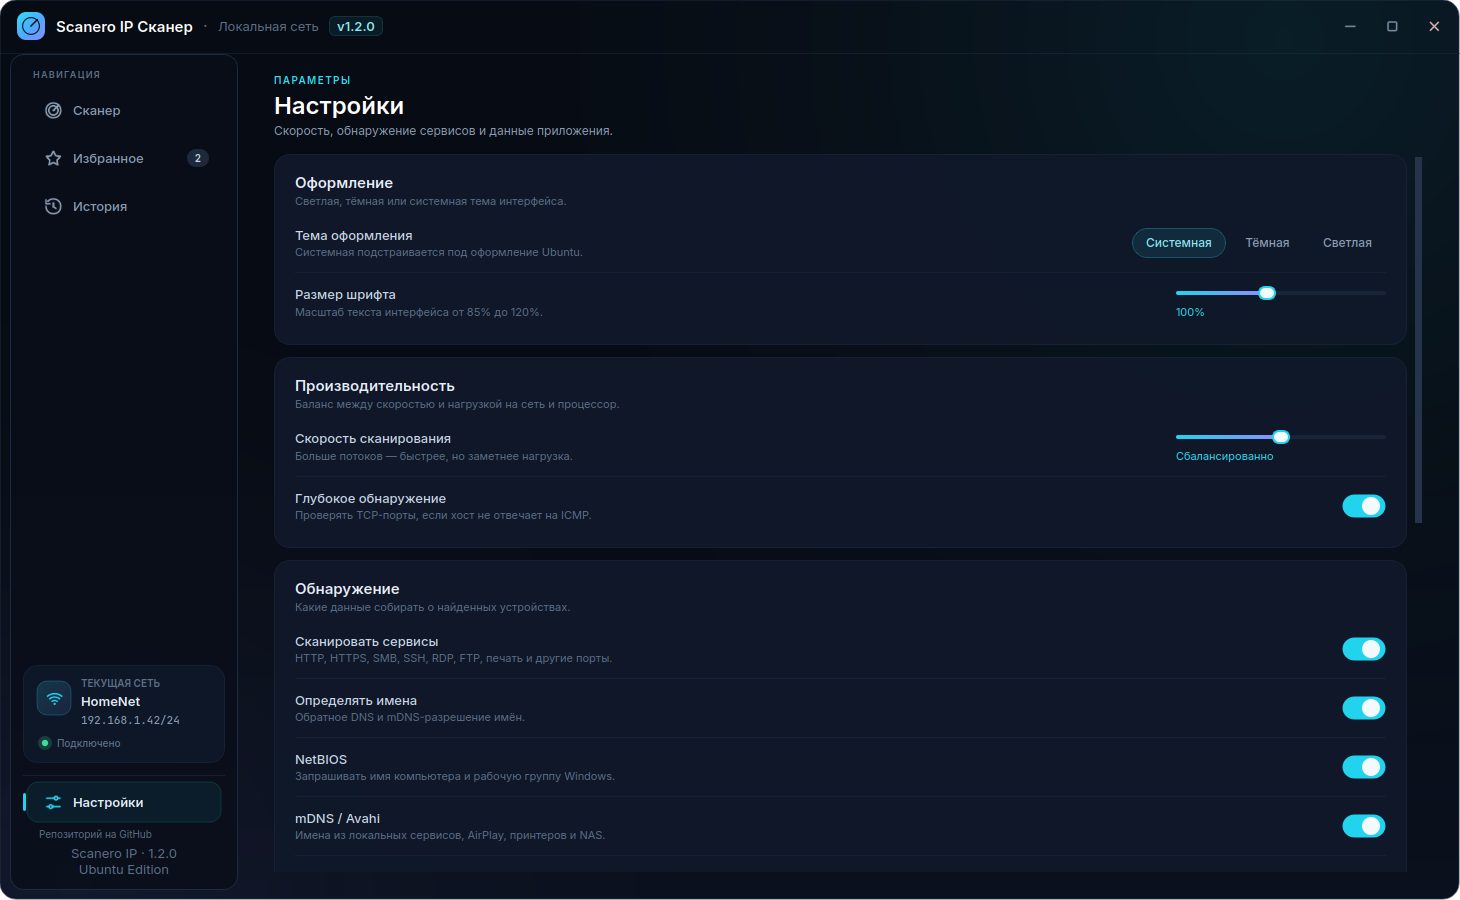 Scanero IP Сканер · Локальная сеть v1.2.0
НАВИГАЦИЯ
Сканер
Избранное 2
История
ТЕКУЩАЯ СЕТЬ
HomeNet
192.168.1.42/24
Подключено
Настройки
Репозиторий на GitHub
Scanero IP · 1.2.0
Ubuntu Edition
ПАРАМЕТРЫ
Настройки
Скорость, обнаружение сервисов и данные приложения.
Оформление
Светлая, тёмная или системная тема интерфейса.
Тема оформления
Системная подстраивается под оформление Ubuntu.
Системная Тёмная Светлая
Размер шрифта
Масштаб текста интерфейса от 85% до 120%.
100%
Производительность
Баланс между скоростью и нагрузкой на сеть и процессор.
Скорость сканирования
Больше потоков — быстрее, но заметнее нагрузка.
Сбалансированно
Глубокое обнаружение
Проверять TCP-порты, если хост не отвечает на ICMP.
Обнаружение
Какие данные собирать о найденных устройствах.
Сканировать сервисы
HTTP, HTTPS, SMB, SSH, RDP, FTP, печать и другие порты.
Определять имена
Обратное DNS и mDNS-разрешение имён.
NetBIOS
Запрашивать имя компьютера и рабочую группу Windows.
mDNS / Avahi
Имена из локальных сервисов, AirPlay, принтеров и NAS.